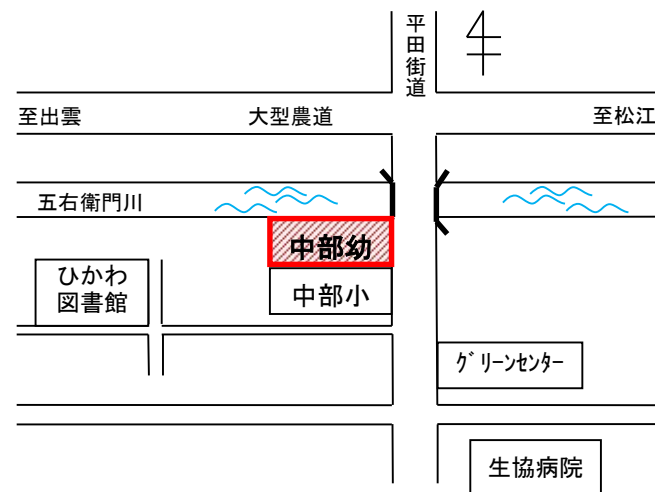 平田街道
至出雲
大型農道
至松江
五右衛門川
中部幼
ひかわ
図書館
中部小
ｸﾞﾘｰﾝｾﾝﾀｰ
生協病院